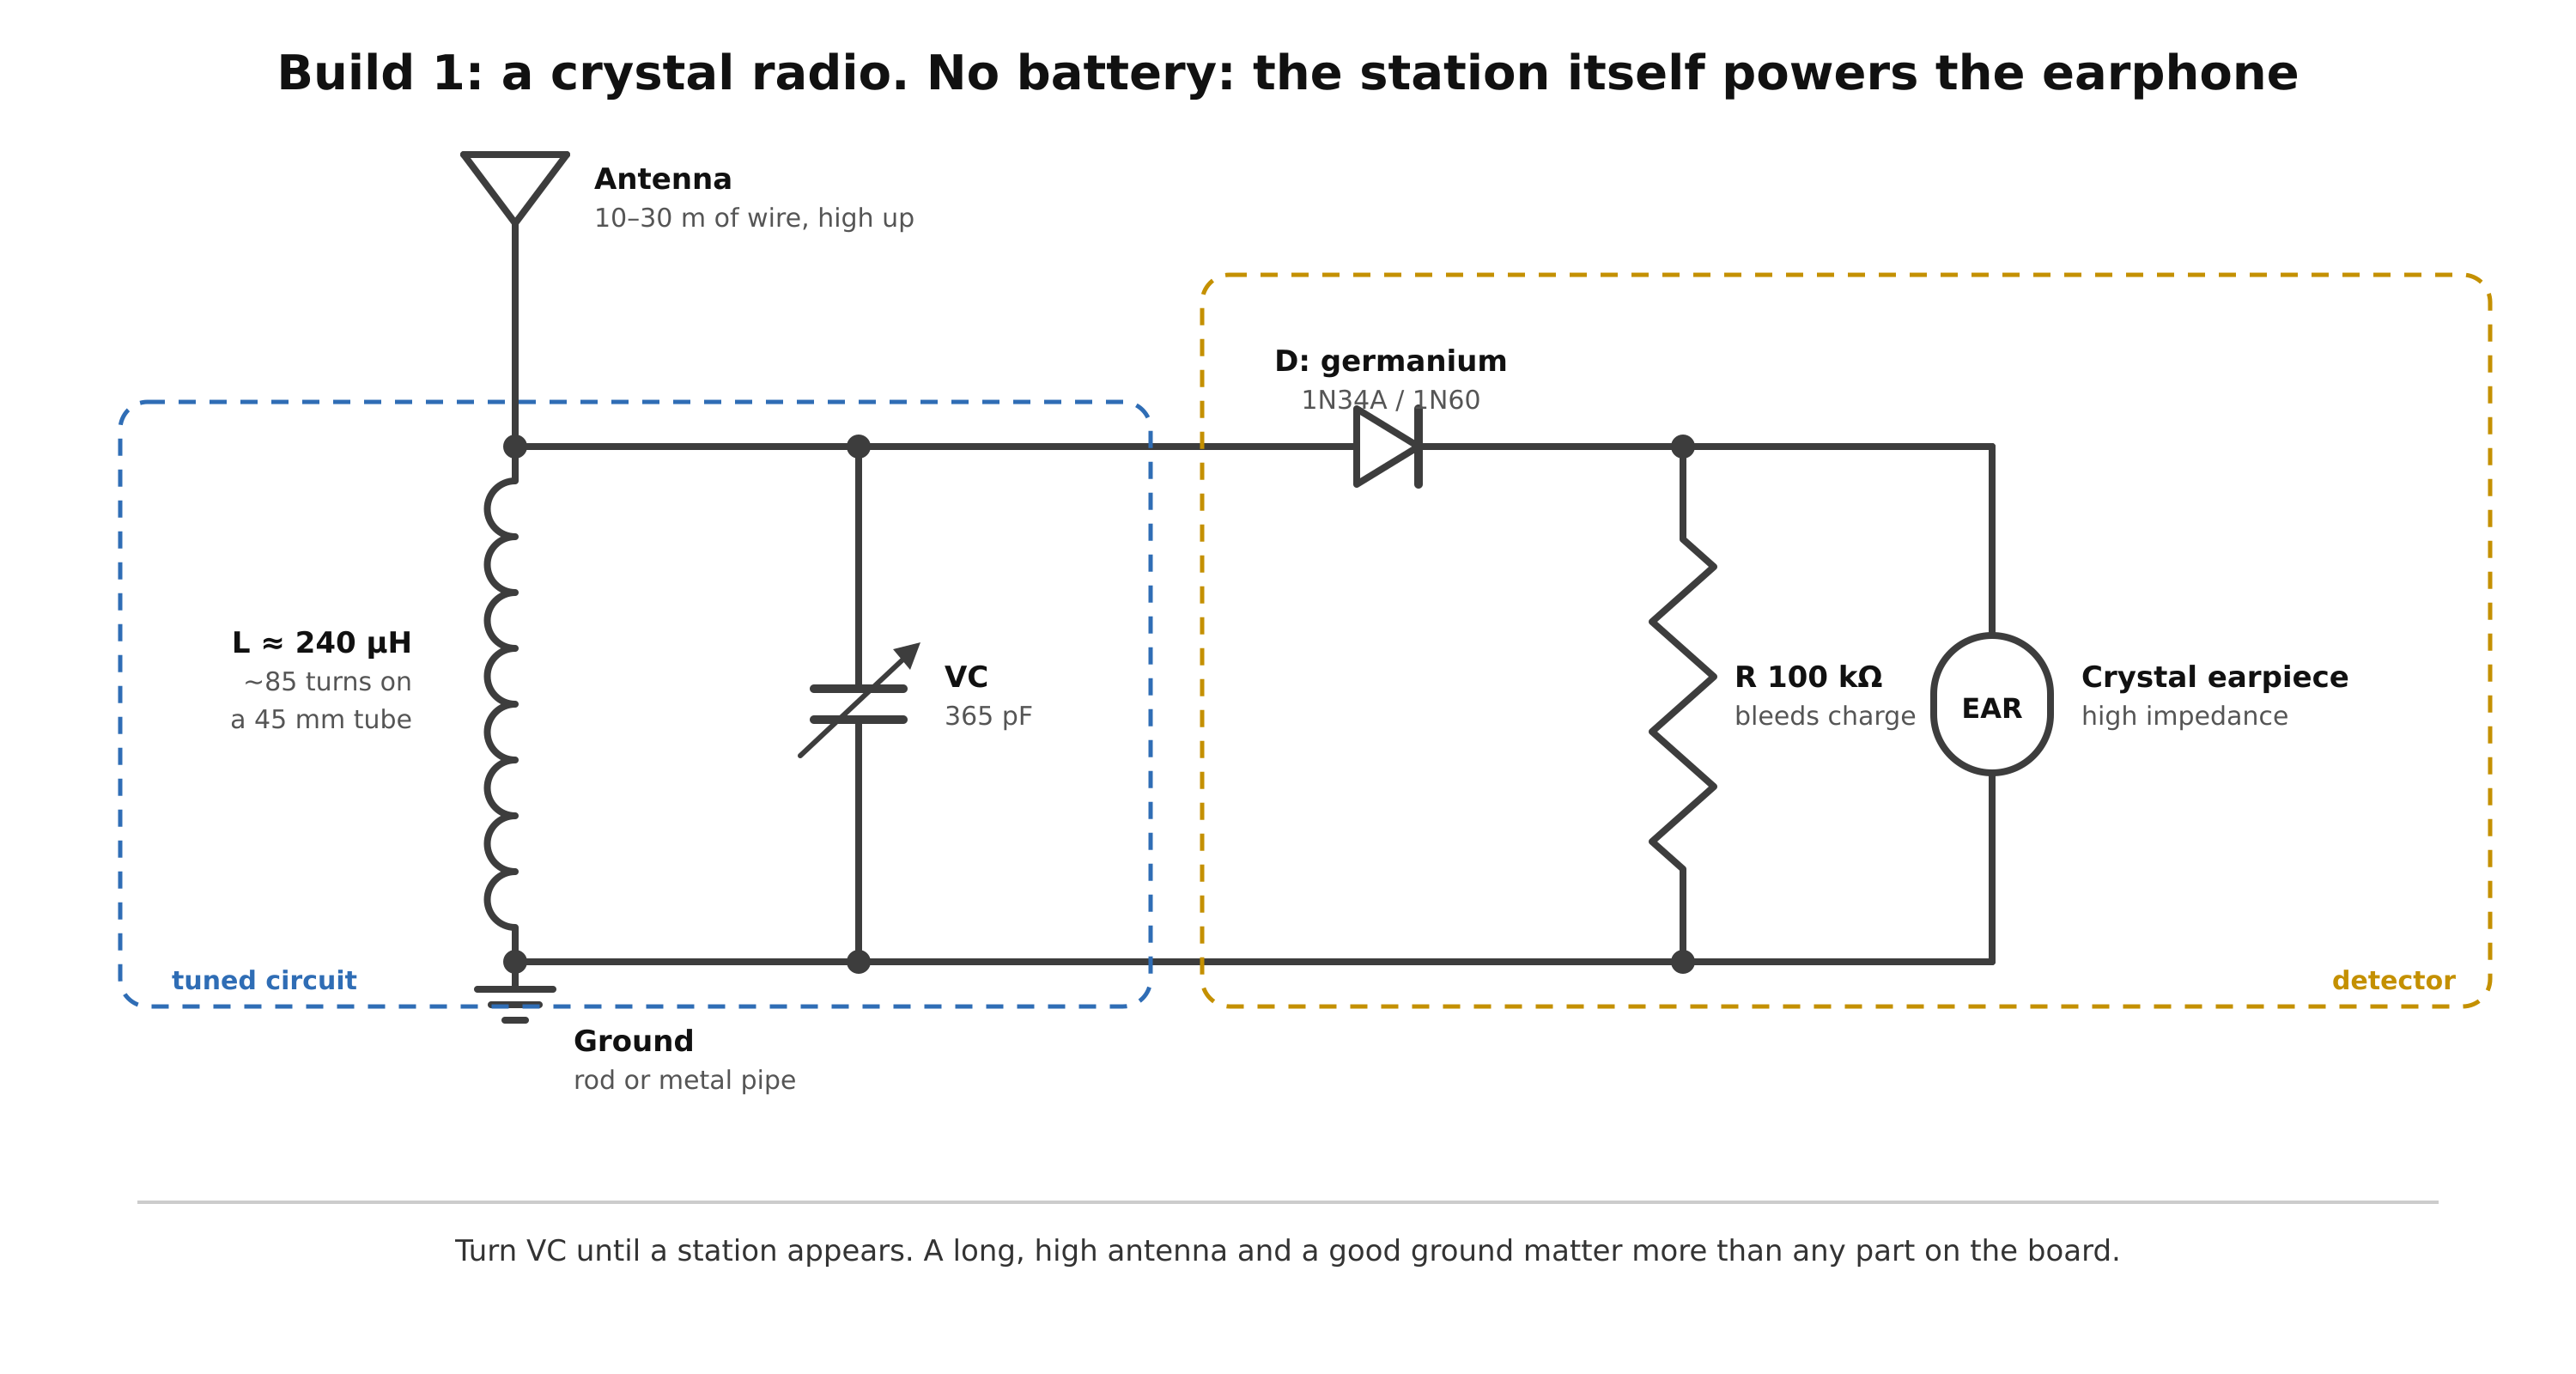 Build 1: a crystal radio. No battery: the station itself powers the earphone
Antenna
10–30 m of wire, high up
D: germanium
1N34A / 1N60
L ≈ 240 µH
~85 turns on
a 45 mm tube
VC
365 pF
R 100 kΩ
bleeds charge
EAR
Crystal earpiece
high impedance
tuned circuit
detector
Ground
rod or metal pipe
Turn VC until a station appears. A long, high antenna and a good ground matter more than any part on the board.